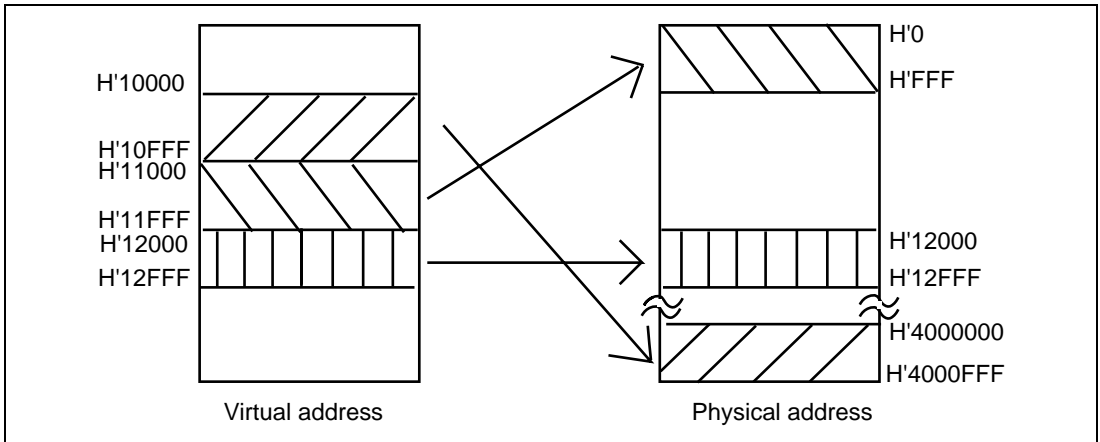 H'10000
H'10FFF
H'11000
H'11FFF
H'12000
H'12FFF
Virtual address
H'0
H'FFF
H'12000
H'12FFF
H'4000000
H'4000FFF
Physical address